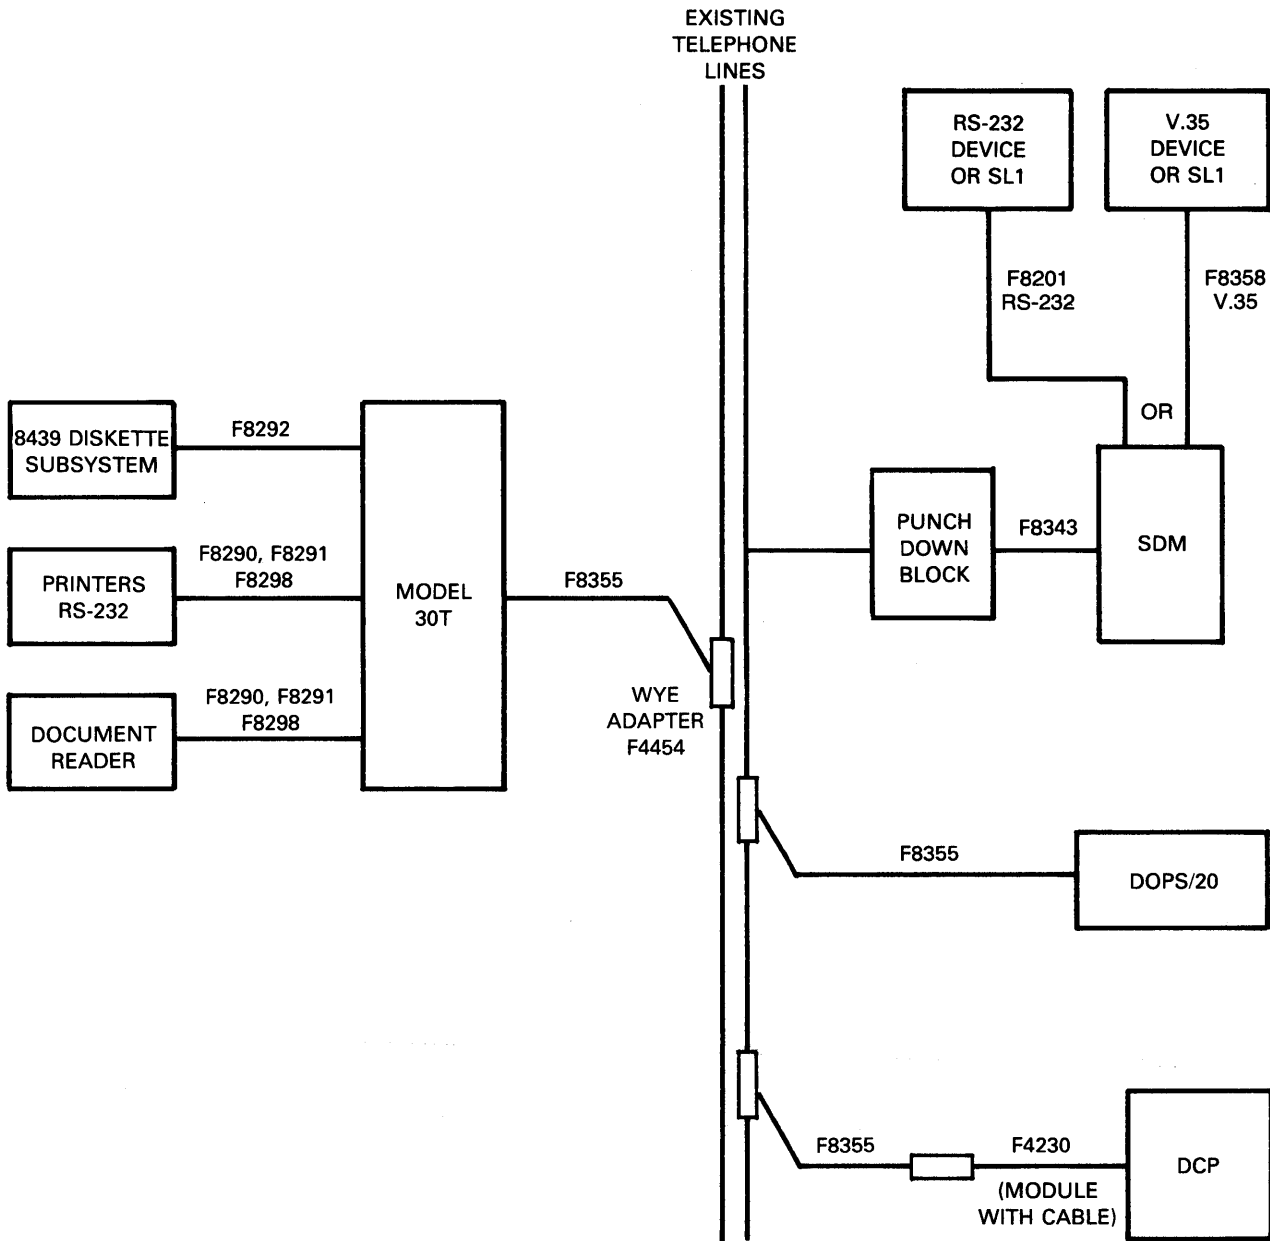 EXISTING
TELEPHONE
LINES
RS-232
DEVICE
OR SL1
V.35
DEVICE
OR SL1
F8201
RS-232
F8358
V.35
OR
8439 DISKETTE
SUBSYSTEM
F8292
PRINTERS
RS-232
F8290, F8291
F8298
DOCUMENT
READER
F8290, F8291
F8298
MODEL
30T
F8355
WYE
ADAPTER
F4454
PUNCH
DOWN
BLOCK
F8343
SDM
F8355
DOPS/20
F8355
F4230
(MODULE
WITH CABLE)
DCP